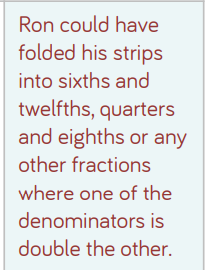 Ron could have
folded his strips
into sixths and
twelfths, quarters
and eighths or any
other fractions
where one of the
denominators is
double the other.